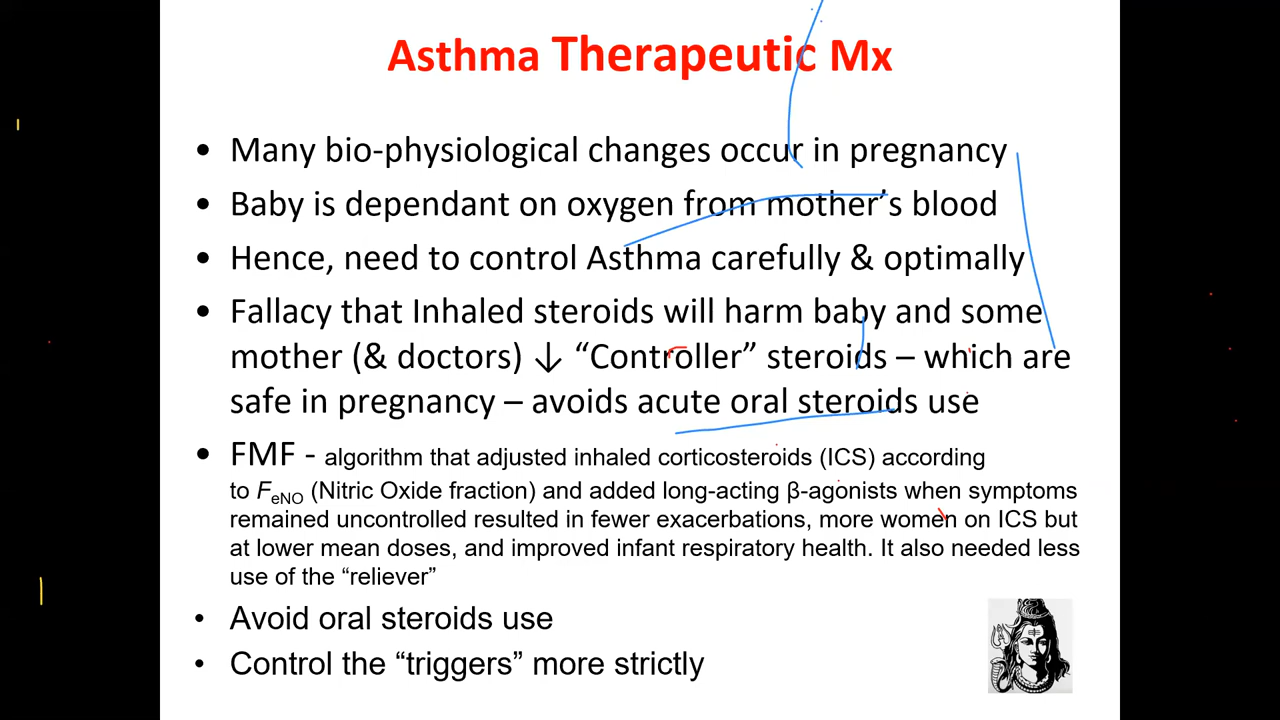 Asthma Therapeutic Mx
• Many bio-physiological changes occur in pregnancy
• Baby is dependant on oxygen from mother’s blood
• Hence, need to control Asthma carefully & optimally
• Fallacy that Inhaled steroids will harm baby and some
mother (& doctors) ↓ “Controller” steroids – which are
safe in pregnancy – avoids acute oral steroids use
• FMF - algorithm that adjusted inhaled corticosteroids (ICS) according
to FeNO (Nitric Oxide fraction) and added long-acting β-agonists when symptoms
remained uncontrolled resulted in fewer exacerbations, more women on ICS but
at lower mean doses, and improved infant respiratory health. It also needed less
use of the “reliever”
• Avoid oral steroids use
• Control the “triggers” more strictly